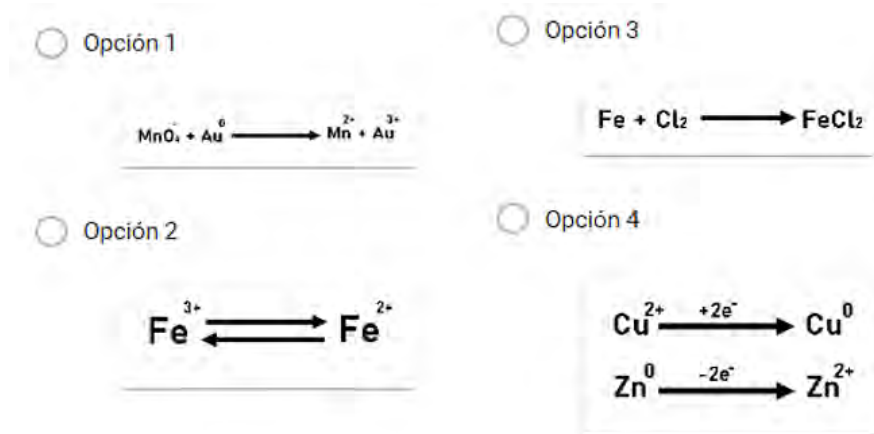 Opción 1
MnO₄⁻ + Au⁰ ⟶ Mn²⁺ + Au³⁺
Opción 2
Fe³⁺ ⇄ Fe²⁺
Opción 3
Fe + Cl₂ ⟶ FeCl₂
Opción 4
Cu²⁺ +2e⁻ ⟶ Cu⁰
Zn⁰ -2e⁻ ⟶ Zn²⁺